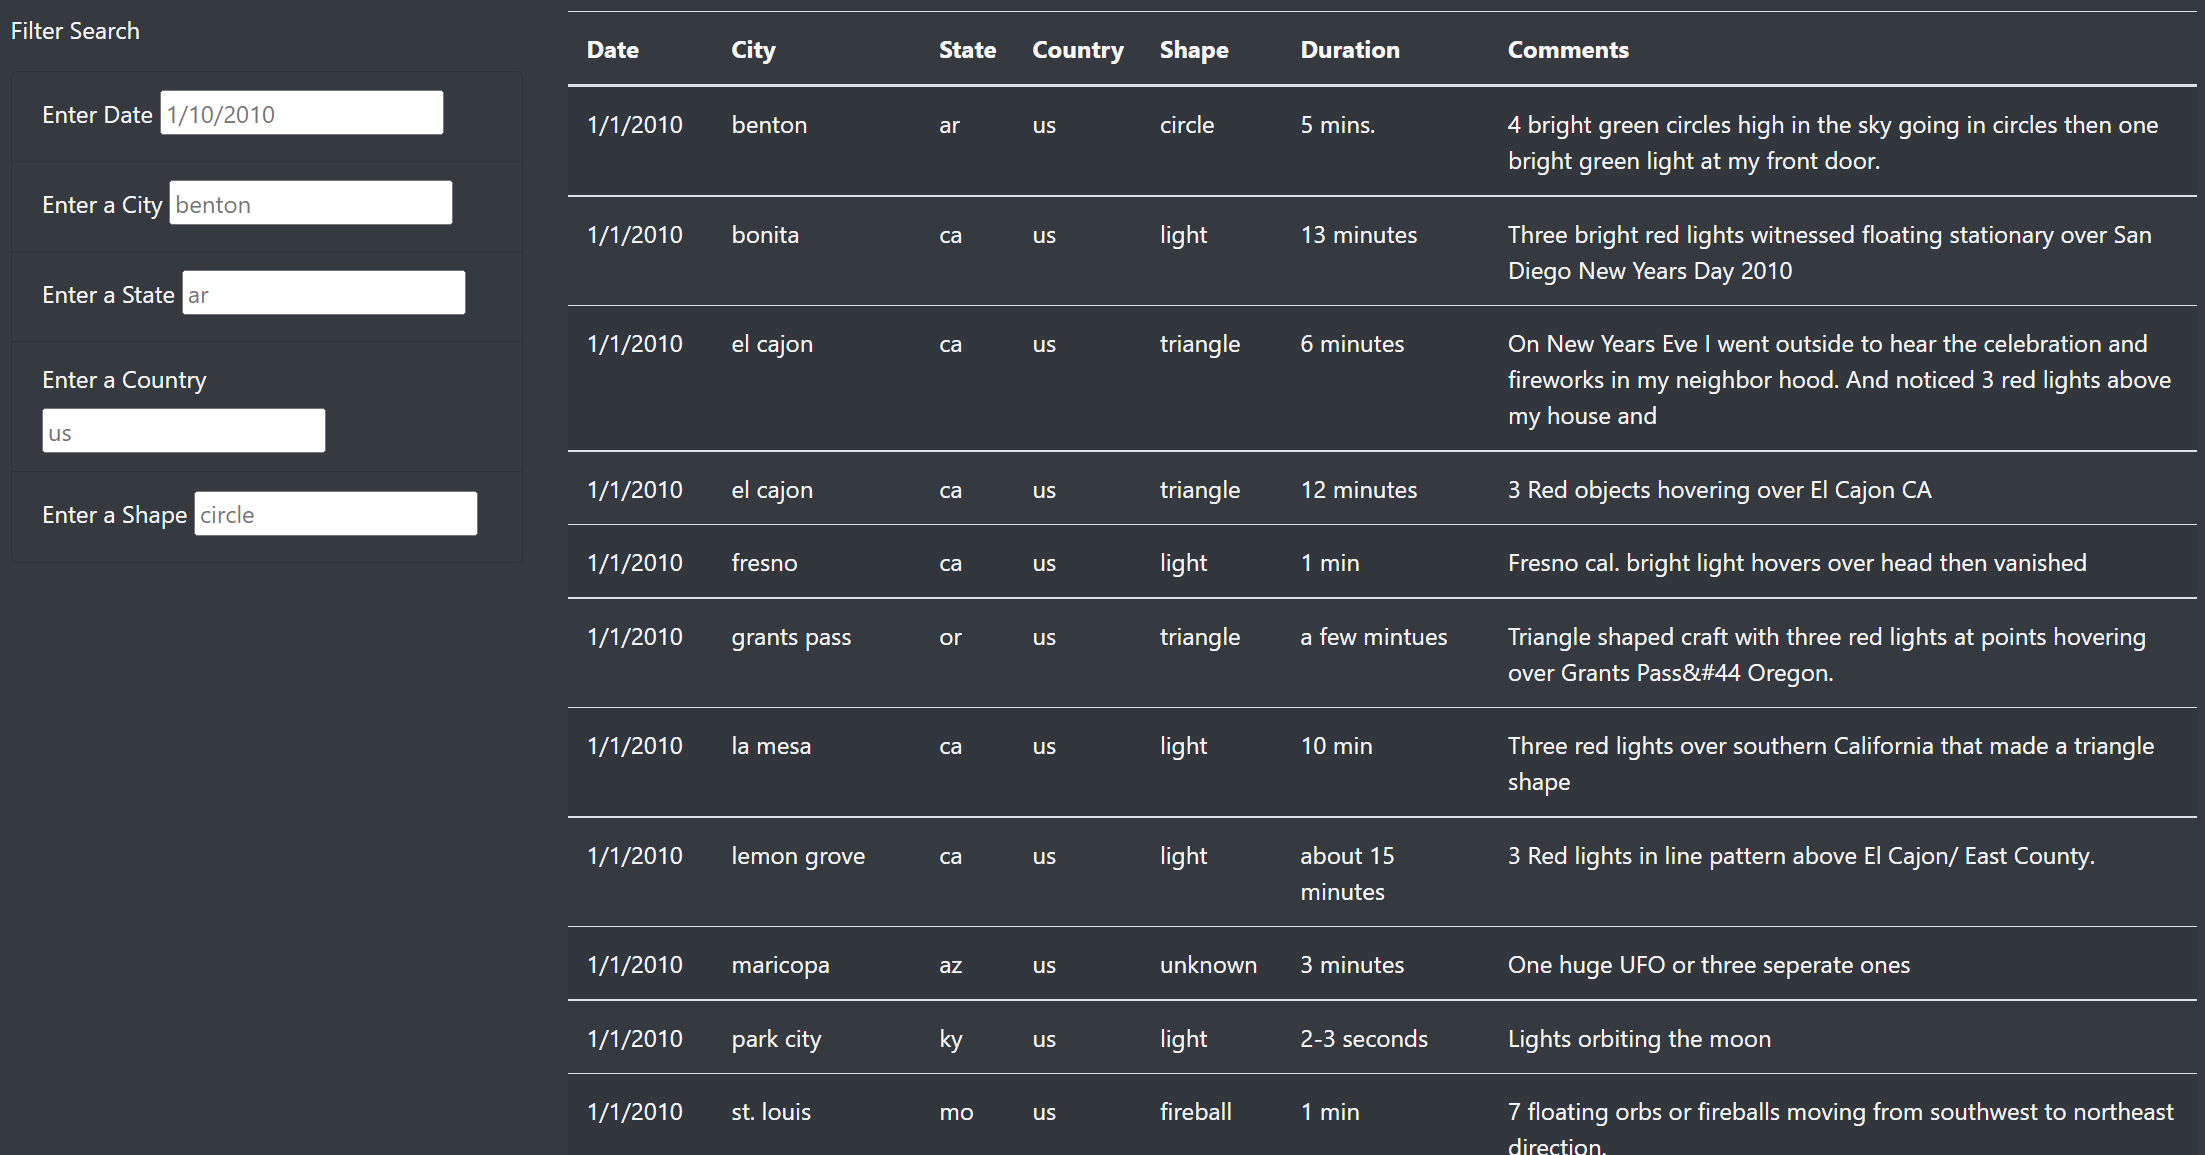 Filter Search
Enter Date 1/10/2010
Enter a City benton
Enter a State ar
Enter a Country
us
Enter a Shape circle
Date City State Country Shape Duration Comments
1/1/2010 benton ar us circle 5 mins. 4 bright green circles high in the sky going in circles then one
bright green light at my front door.
1/1/2010 bonita ca us light 13 minutes Three bright red lights witnessed floating stationary over San
Diego New Years Day 2010
1/1/2010 el cajon ca us triangle 6 minutes On New Years Eve I went outside to hear the celebration and
fireworks in my neighbor hood. And noticed 3 red lights above
my house and
1/1/2010 el cajon ca us triangle 12 minutes 3 Red objects hovering over El Cajon CA
1/1/2010 fresno ca us light 1 min Fresno cal. bright light hovers over head then vanished
1/1/2010 grants pass or us triangle a few mintues Triangle shaped craft with three red lights at points hovering
over Grants Pass&#44 Oregon.
1/1/2010 la mesa ca us light 10 min Three red lights over southern California that made a triangle
shape
1/1/2010 lemon grove ca us light about 15 3 Red lights in line pattern above El Cajon/ East County.
minutes
1/1/2010 maricopa az us unknown 3 minutes One huge UFO or three seperate ones
1/1/2010 park city ky us light 2-3 seconds Lights orbiting the moon
1/1/2010 st. louis mo us fireball 1 min 7 floating orbs or fireballs moving from southwest to northeast
direction.